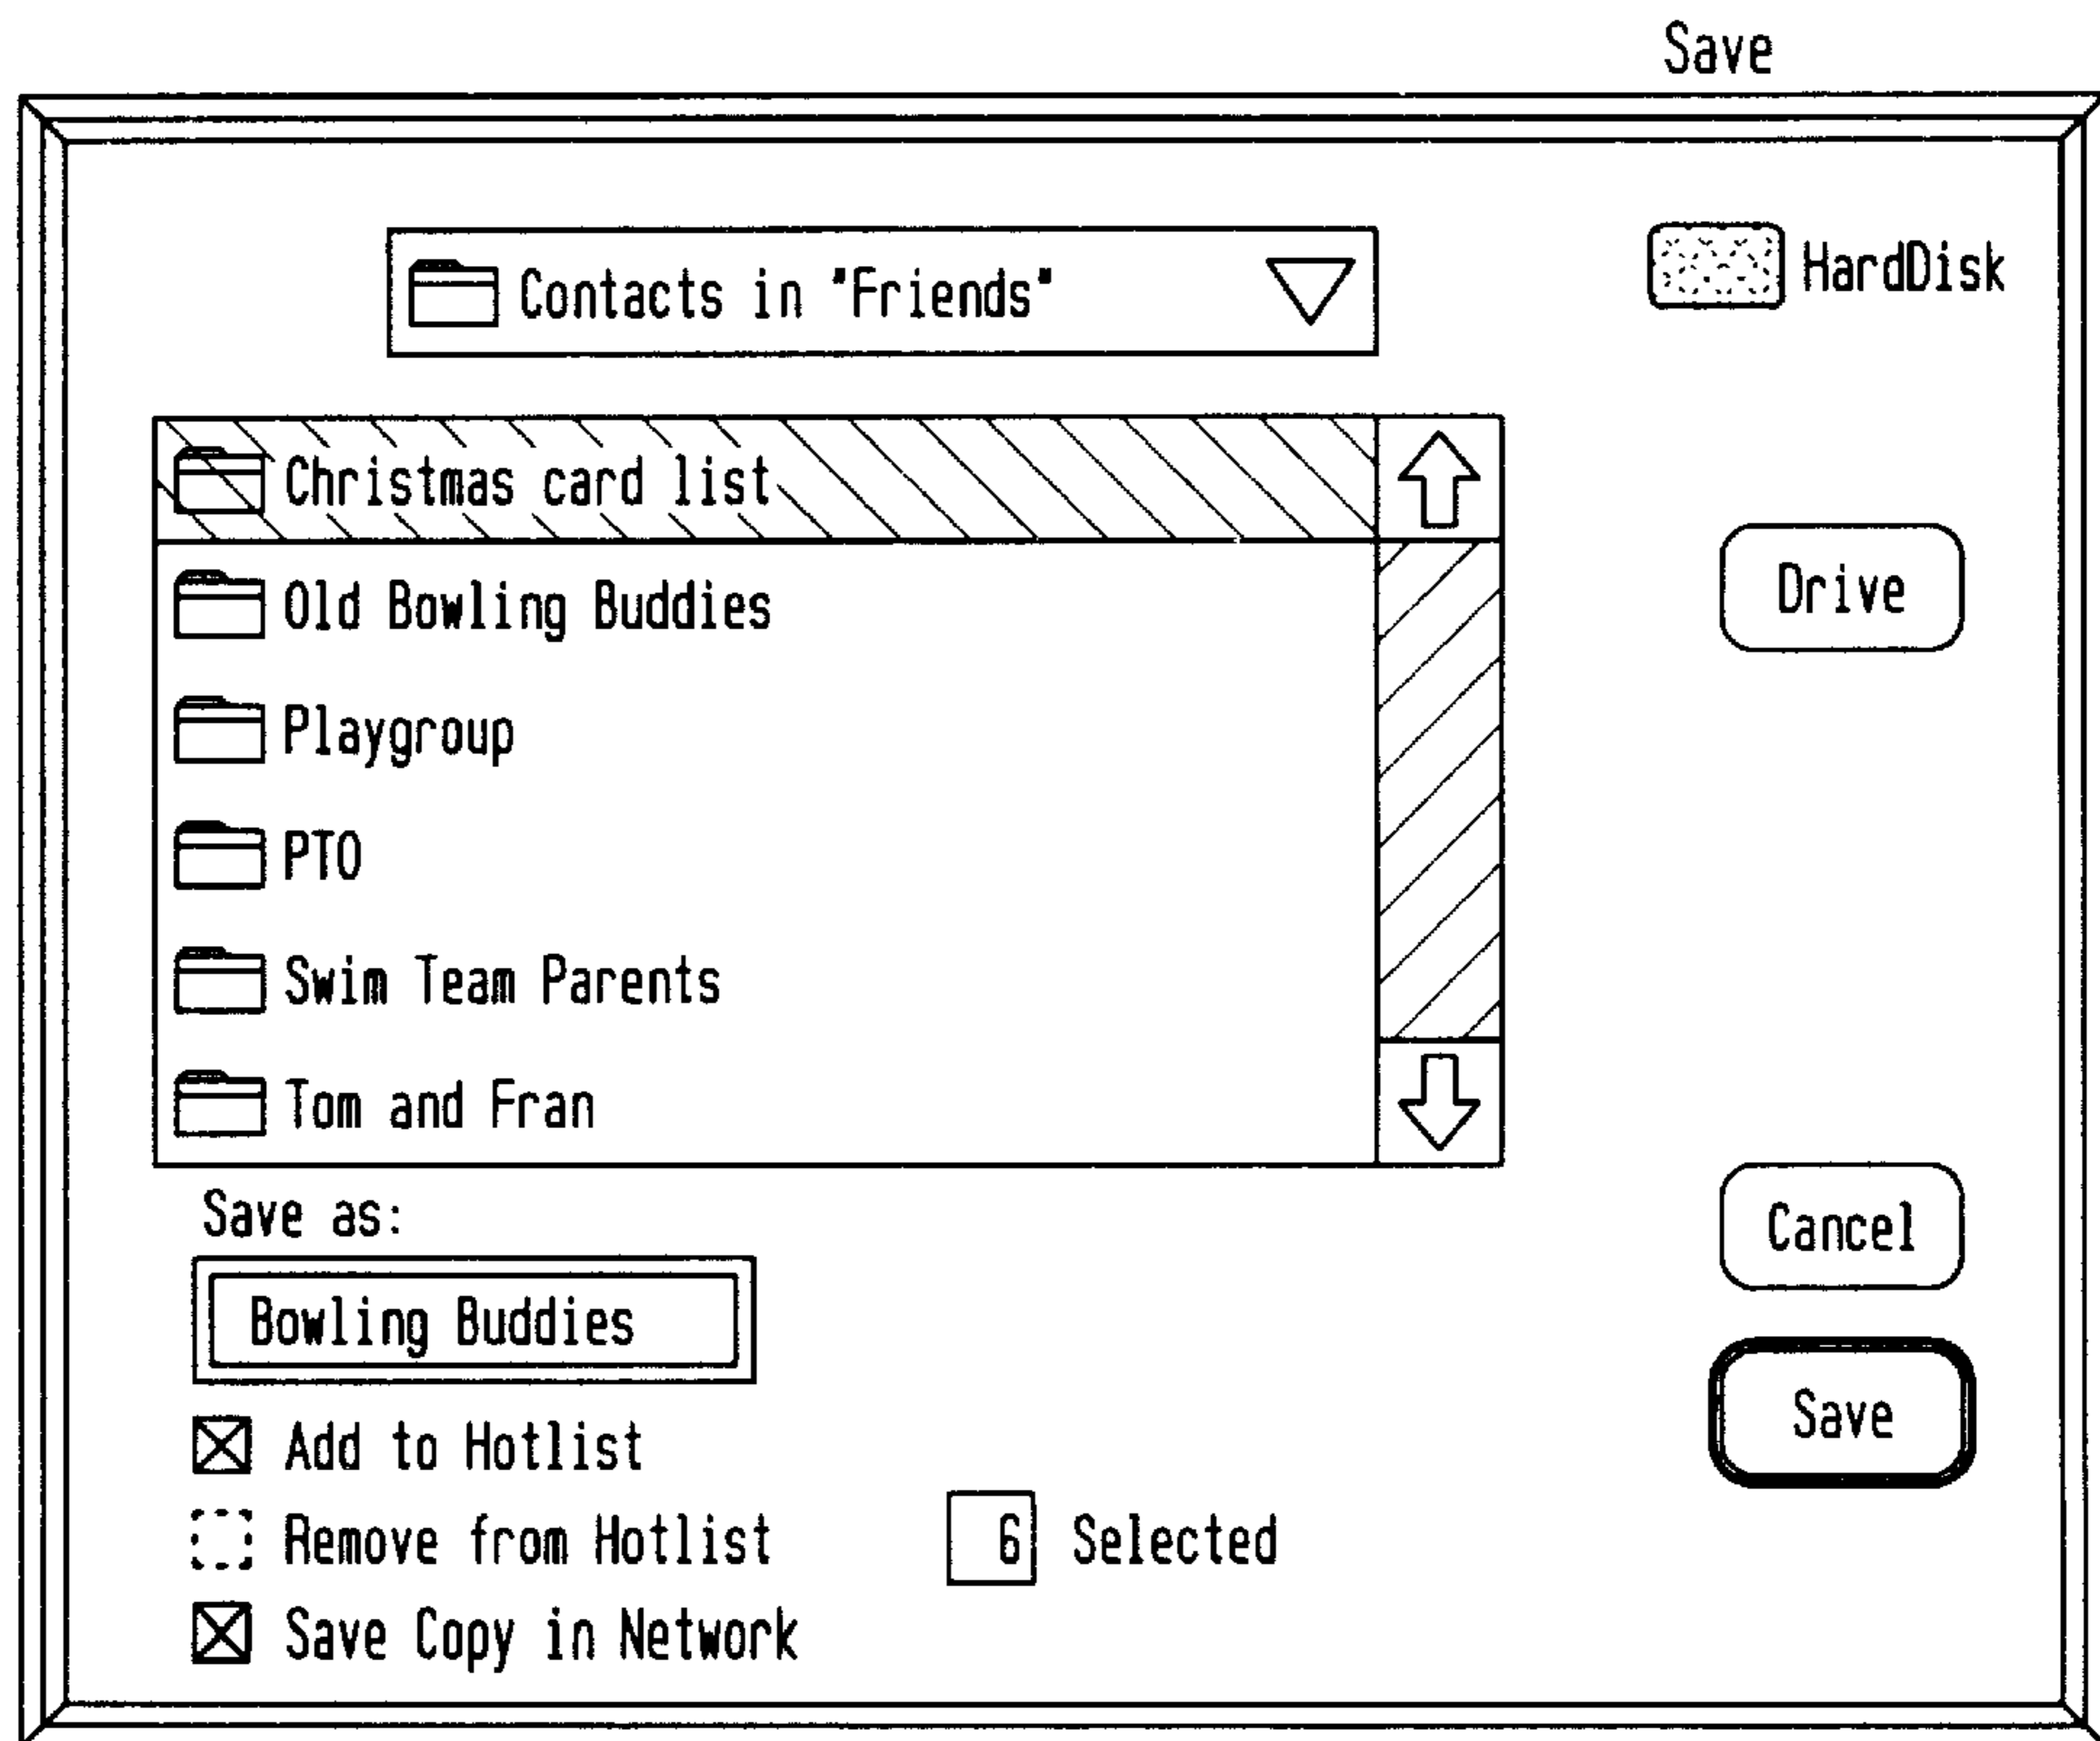 Save
Contacts in "Friends"
HardDisk
Christmas card list
Old Bowling Buddies
Drive
Playgroup
PTO
Swim Team Parents
Tom and Fran
Save as:
Cancel
Bowling Buddies
Save
Add to Hotlist
Remove from Hotlist
6 Selected
Save Copy in Network